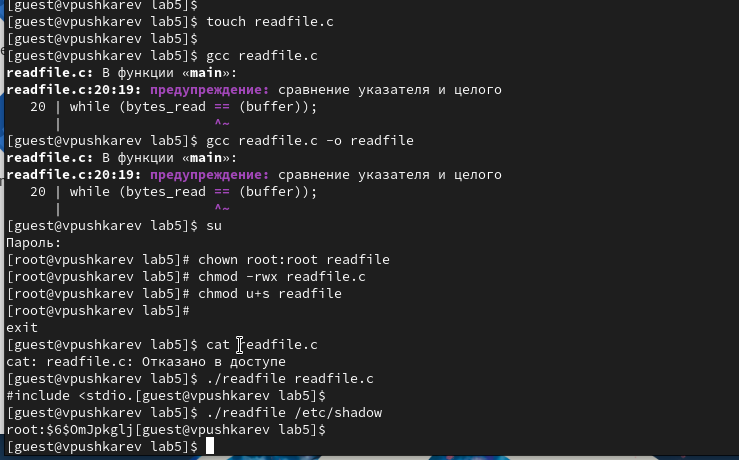 [guest@vpushkarev lab5]$
[guest@vpushkarev lab5]$ touch readfile.c
[guest@vpushkarev lab5]$
[guest@vpushkarev lab5]$ gcc readfile.c
readfile.c: В функции «main»:
readfile.c:20:19: предупреждение: сравнение указателя и целого
20 | while (bytes_read == (buffer));
| ^~
[guest@vpushkarev lab5]$ gcc readfile.c -o readfile
readfile.c: В функции «main»:
readfile.c:20:19: предупреждение: сравнение указателя и целого
20 | while (bytes_read == (buffer));
| ^~
[guest@vpushkarev lab5]$ su
Пароль:
[root@vpushkarev lab5]# chown root:root readfile
[root@vpushkarev lab5]# chmod -rwx readfile.c
[root@vpushkarev lab5]# chmod u+s readfile
[root@vpushkarev lab5]#
exit
[guest@vpushkarev lab5]$ cat readfile.c
cat: readfile.c: Отказано в доступе
[guest@vpushkarev lab5]$ ./readfile readfile.c
#include <stdio.[guest@vpushkarev lab5]$
[guest@vpushkarev lab5]$ ./readfile /etc/shadow
root:$6$OmJpkglj[guest@vpushkarev lab5]$
[guest@vpushkarev lab5]$